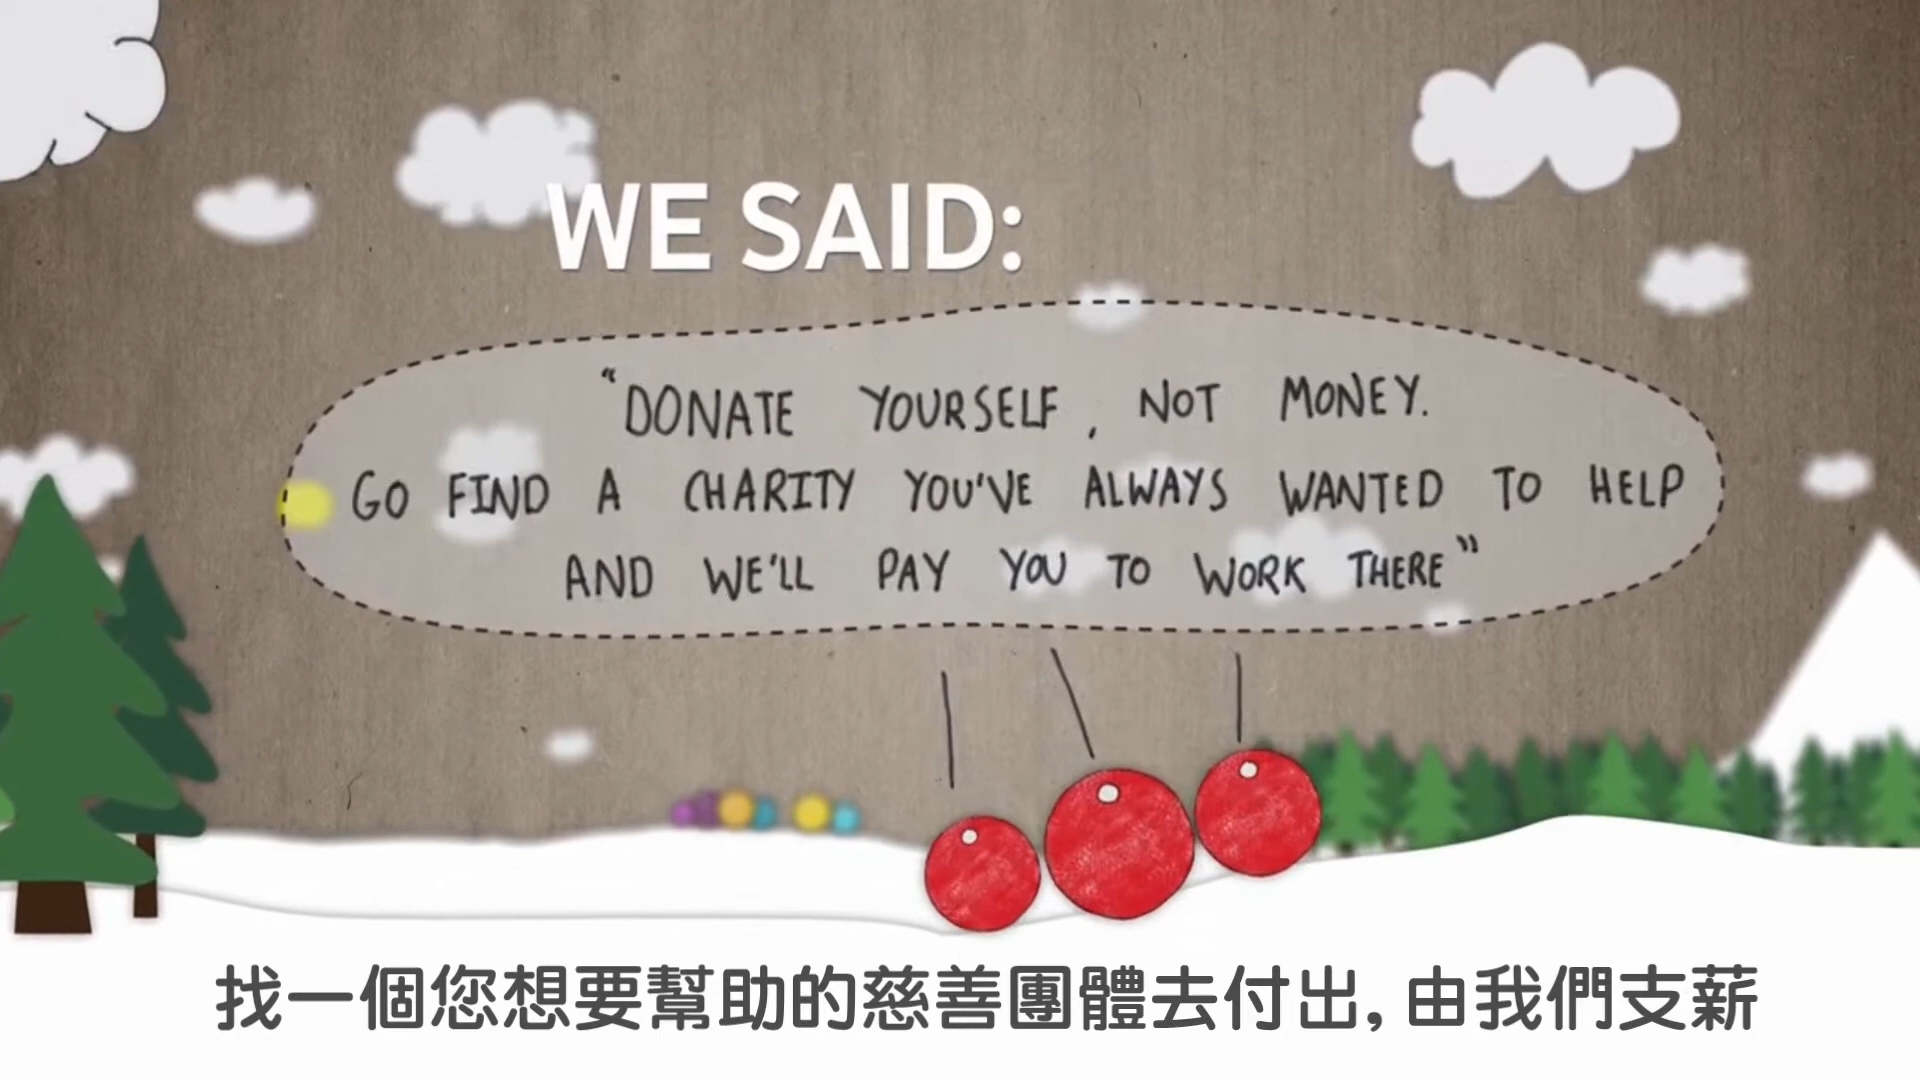 WE SAID:
“DONATE YOURSELF, NOT MONEY.
GO FIND A CHARITY YOU'VE ALWAYS WANTED TO HELP
AND WE'LL PAY YOU TO WORK THERE”
找一個您想要幫助的慈善團體去付出, 由我們支薪